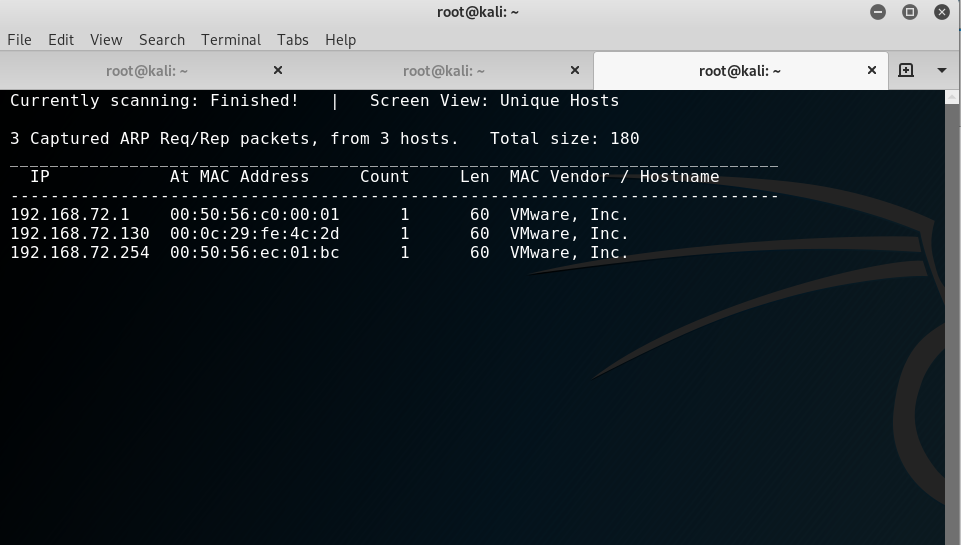 root@kali: ~
File Edit View Search Terminal Tabs Help
root@kali: ~ root@kali: ~ root@kali: ~
Currently scanning: Finished!   |   Screen View: Unique Hosts
3 Captured ARP Req/Rep packets, from 3 hosts.   Total size: 180
_____________________________________________________________________________
  IP            At MAC Address     Count     Len  MAC Vendor / Hostname
-----------------------------------------------------------------------------
192.168.72.1    00:50:56:c0:00:01      1      60  VMware, Inc.
192.168.72.130  00:0c:29:fe:4c:2d      1      60  VMware, Inc.
192.168.72.254  00:50:56:ec:01:bc      1      60  VMware, Inc.